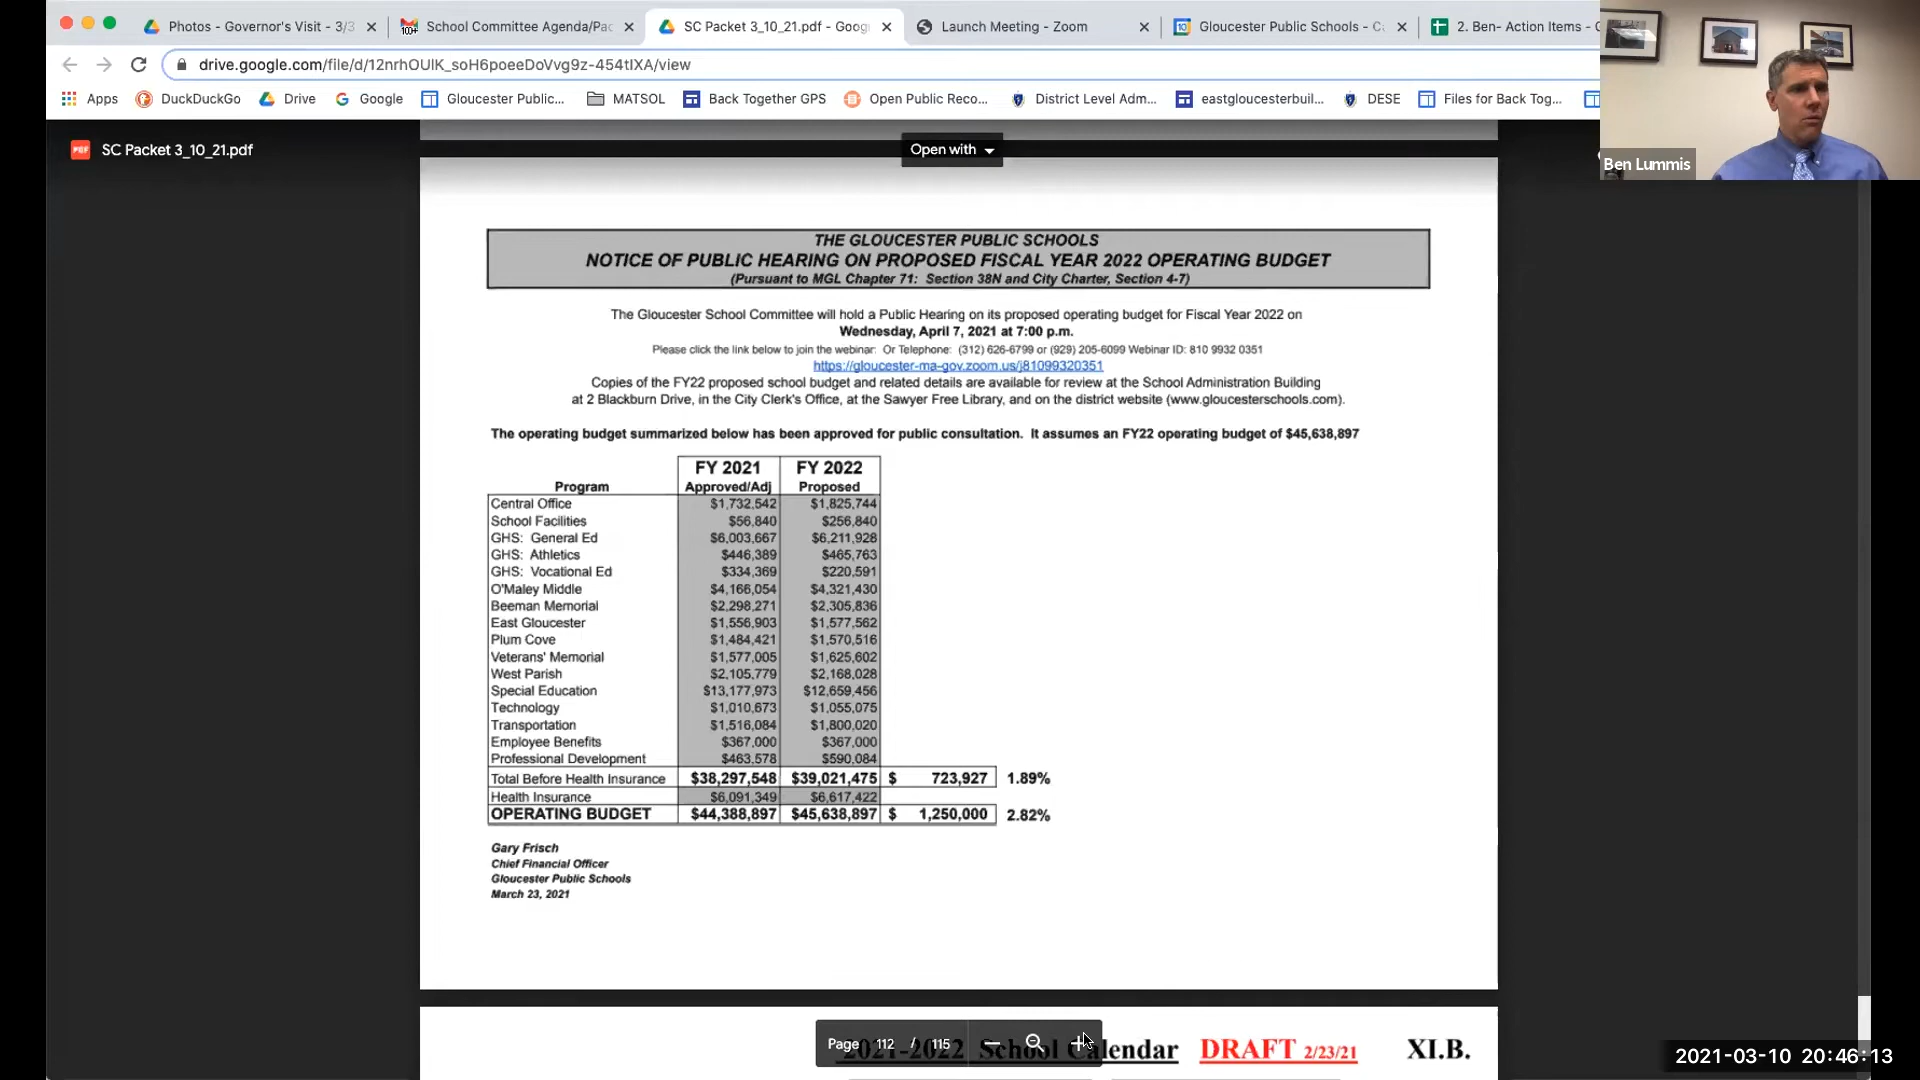 Photos - Governor's Visit - 3/3
School Committee Agenda/Pac
SC Packet 3_10_21.pdf - Goog
Launch Meeting - Zoom
Gloucester Public Schools - C
2. Ben- Action Items - G
drive.google.com/file/d/12nrhOUlK_soH6poeeDoVvg9z-454tIXA/view
Apps
DuckDuckGo
Drive
Google
Gloucester Public...
MATSOL
Back Together GPS
Open Public Reco...
District Level Adm...
eastgloucesterbuil...
DESE
Files for Back Tog...
Ben Lummis
SC Packet 3_10_21.pdf
Open with
THE GLOUCESTER PUBLIC SCHOOLS
NOTICE OF PUBLIC HEARING ON PROPOSED FISCAL YEAR 2022 OPERATING BUDGET
(Pursuant to MGL Chapter 71: Section 38N and City Charter, Section 4-7)
The Gloucester School Committee will hold a Public Hearing on its proposed operating budget for Fiscal Year 2022 on
Wednesday, April 7, 2021 at 7:00 p.m.
Please click the link below to join the webinar: Or Telephone: (312) 626-6799 or (929) 205-6099 Webinar ID: 810 9932 0351
https://gloucester-ma-gov.zoom.us/j81099320351
Copies of the FY22 proposed school budget and related details are available for review at the School Administration Building
at 2 Blackburn Drive, in the City Clerk's Office, at the Sawyer Free Library, and on the district website (www.gloucesterschools.com).
The operating budget summarized below has been approved for public consultation. It assumes an FY22 operating budget of $45,638,897
FY 2021 FY 2022
Program Approved/Adj Proposed
Central Office $1,732,542 $1,825,744
School Facilities $56,840 $256,840
GHS: General Ed $6,003,667 $6,211,928
GHS: Athletics $446,389 $465,763
GHS: Vocational Ed $334,369 $220,591
O'Maley Middle $4,166,054 $4,321,430
Beeman Memorial $2,298,271 $2,305,836
East Gloucester $1,556,903 $1,577,562
Plum Cove $1,484,421 $1,570,516
Veterans' Memorial $1,577,005 $1,625,602
West Parish $2,105,779 $2,168,028
Special Education $13,177,973 $12,659,456
Technology $1,010,673 $1,055,075
Transportation $1,516,084 $1,800,020
Employee Benefits $367,000 $367,000
Professional Development $463,578 $590,084
Total Before Health Insurance $38,297,548 $39,021,475 $ 723,927 1.89%
Health Insurance $6,091,349 $6,617,422
OPERATING BUDGET $44,388,897 $45,638,897 $ 1,250,000 2.82%
Gary Frisch
Chief Financial Officer
Gloucester Public Schools
March 23, 2021
Page 112 / 115
2021-2022 School Calendar DRAFT 2/23/21 XI.B.
2021-03-10 20:46:13